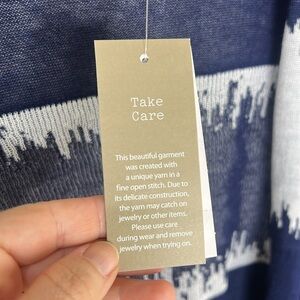 Take
Care
This beautiful garment
was created with
a unique yarn in a
fine open stitch. Due to
its delicate construction,
the yarn may catch on
jewelry or other items.
Please use care
during wear and remove
jewelry when trying on.